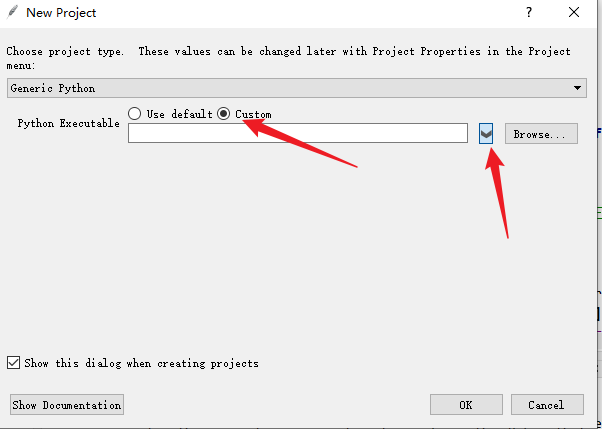 New Project
Choose project type.  These values can be changed later with Project Properties in the Project
menu:
Generic Python
Use default Custom
Python Executable
Browse...
Show this dialog when creating projects
Show Documentation OK Cancel